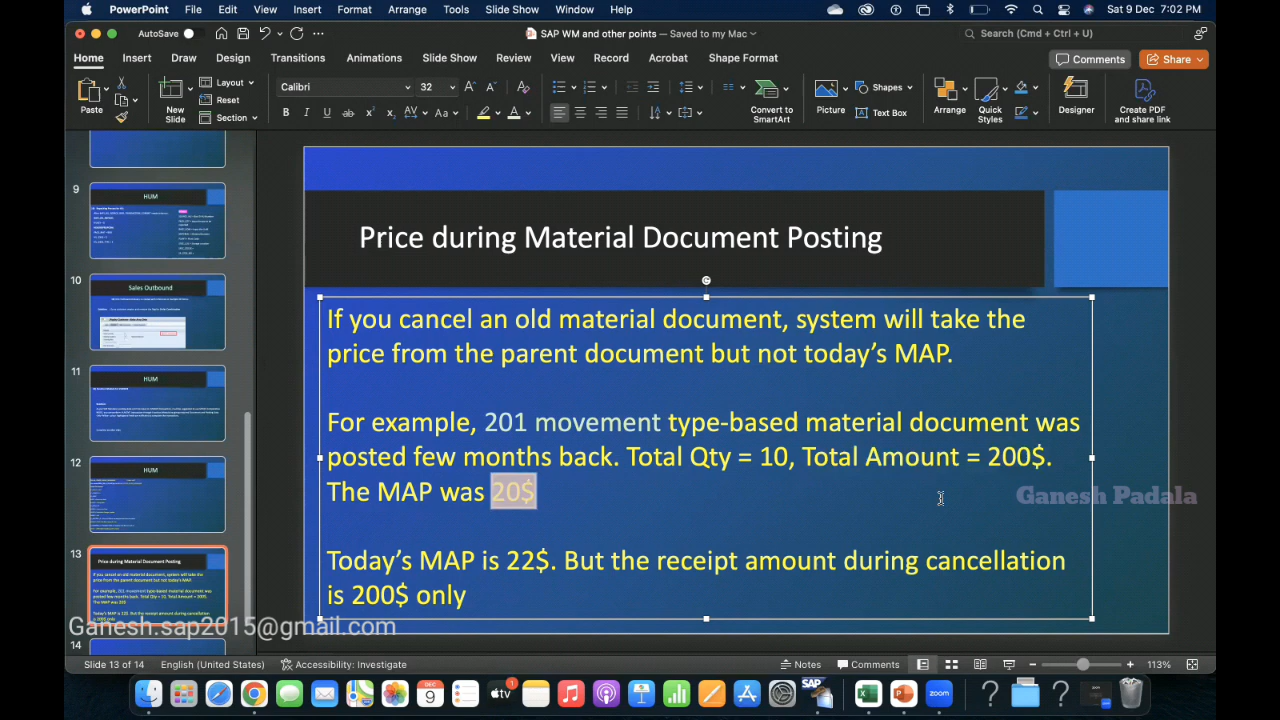 PowerPoint File Edit View Insert Format Arrange Tools Slide Show Window Help Sat 9 Dec 7:02 PM
AutoSave SAP WM and other points — Saved to my Mac Search (Cmd + Ctrl + U)
Home Insert Draw Design Transitions Animations Slide Show Review View Record Acrobat Shape Format Comments Share
Paste New Slide Layout Reset Section Calibri 32 Convert to SmartArt Picture Shapes Text Box Arrange Quick Styles Designer Create PDF and share link
9
HUM
10
Sales Outbound
11
HUM
12
HUM
13
Price during Material Document Posting
14
Price during Material Document Posting
If you cancel an old material document, system will take the
price from the parent document but not today's MAP.
For example, 201 movement type-based material document was
posted few months back. Total Qty = 10, Total Amount = 200$.
The MAP was 20$
Ganesh Padala
Today's MAP is 22$. But the receipt amount during cancellation
is 200$ only
Ganesh.sap2015@gmail.com
Slide 13 of 14 English (United States) Accessibility: Investigate Notes Comments 113%
DEC 9 tv 1 SAP zoom